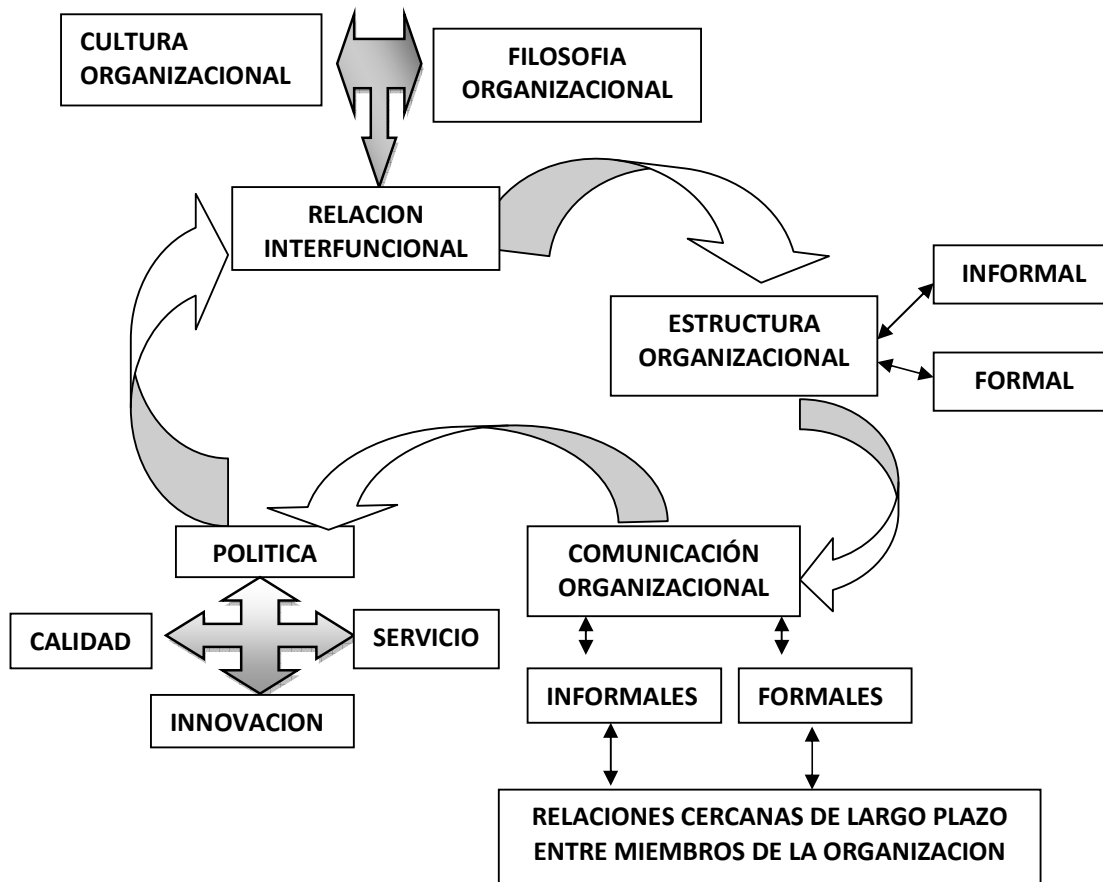 CULTURA
ORGANIZACIONAL
FILOSOFIA
ORGANIZACIONAL
RELACION
INTERFUNCIONAL
ESTRUCTURA
ORGANIZACIONAL
INFORMAL
FORMAL
POLITICA
COMUNICACIÓN
ORGANIZACIONAL
CALIDAD
SERVICIO
INNOVACION
INFORMALES
FORMALES
RELACIONES CERCANAS DE LARGO PLAZO
ENTRE MIEMBROS DE LA ORGANIZACION